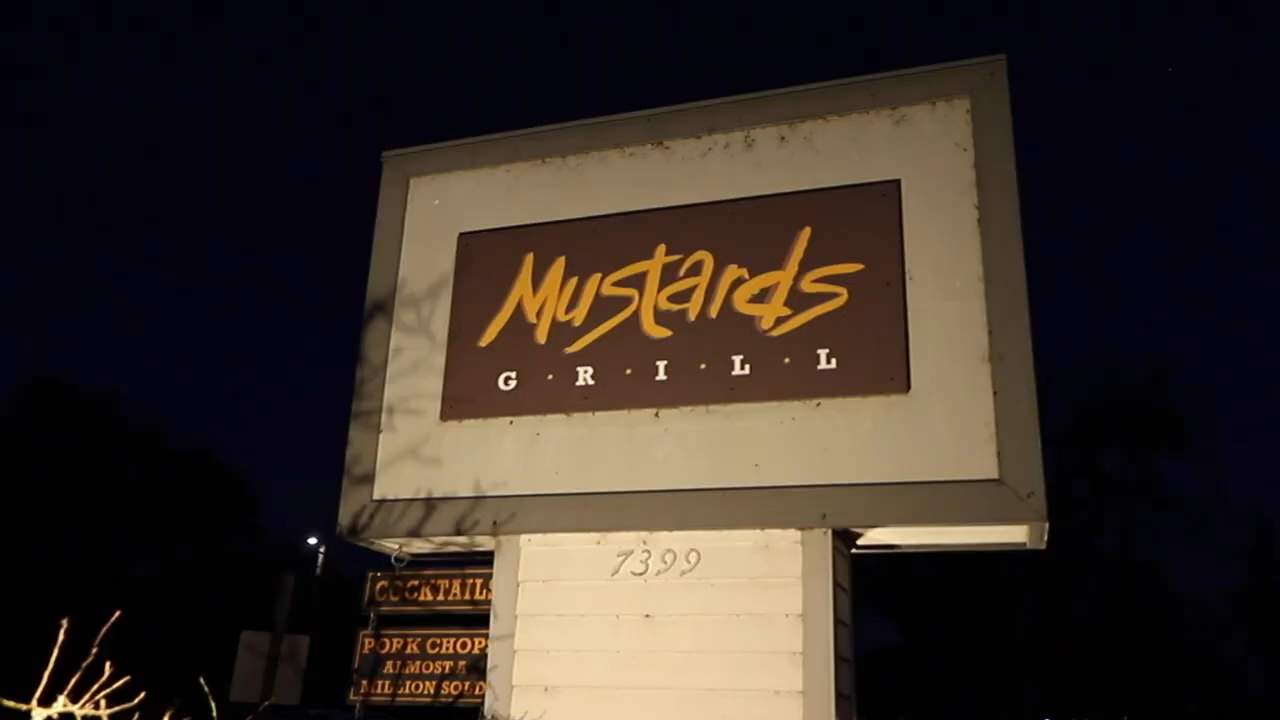 Mustards
G·R·I·L·L
7399
COCKTAILS
PORK CHOPS
ALMOST A
MILLION SOLD